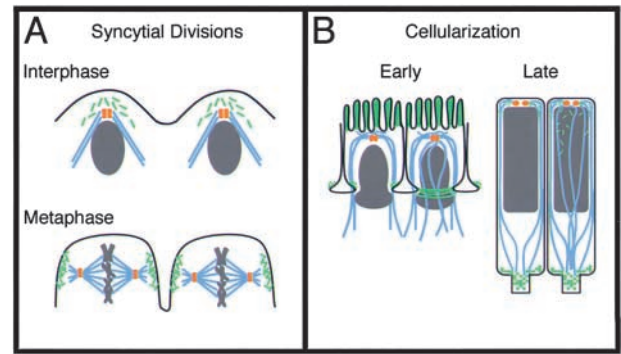 A Syncytial Divisions
Interphase
Metaphase
B Cellularization
Early Late